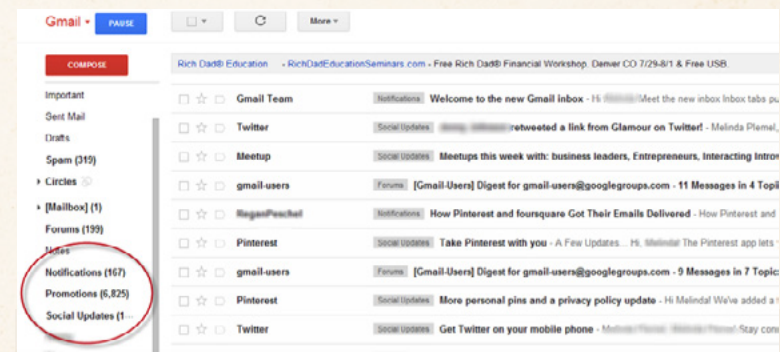 Gmail PAUSE More
COMPOSE
Rich Dad® Education - RichDadEducationSeminars.com - Free Rich Dad® Financial Workshop. Denver CO 7/29-8/1 & Free USB.
Important
Sent Mail
Drafts
Spam (319)
Circles
[Mailbox] (1)
Forums (199)
Notes
Notifications (167)
Promotions (6,825)
Social Updates (1...
Gmail Team Notifications Welcome to the new Gmail inbox - Hi Meet the new inbox Inbox tabs pu
Twitter Social Updates retweeted a link from Glamour on Twitter! - Melinda Plemel,
Meetup Social Updates Meetups this week with: business leaders, Entrepreneurs, Interacting Introv
gmail-users Forums [Gmail-Users] Digest for gmail-users@googlegroups.com - 11 Messages in 4 Topi
Notifications How Pinterest and foursquare Got Their Emails Delivered - How Pinterest and
Pinterest Social Updates Take Pinterest with you - A Few Updates... Hi, The Pinterest app lets
gmail-users Forums [Gmail-Users] Digest for gmail-users@googlegroups.com - 9 Messages in 7 Topic
Pinterest Social Updates More personal pins and a privacy policy update - Hi Melinda! We've added a
Twitter Social Updates Get Twitter on your mobile phone - Stay con